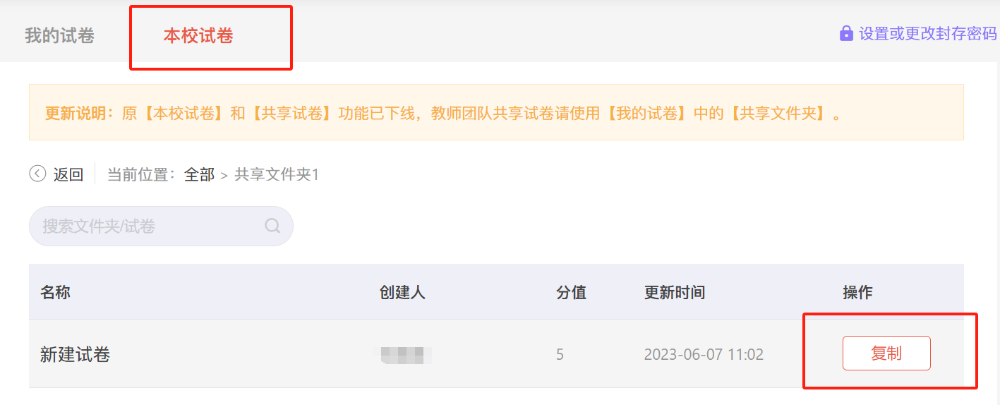 我的试卷 本校试卷 设置或更改封存密码
更新说明：原【本校试卷】和【共享试卷】功能已下线，教师团队共享试卷请使用【我的试卷】中的【共享文件夹】。
返回 当前位置：全部 > 共享文件夹1
搜索文件夹/试卷
名称 创建人 分值 更新时间 操作
新建试卷 5 2023-06-07 11:02 复制